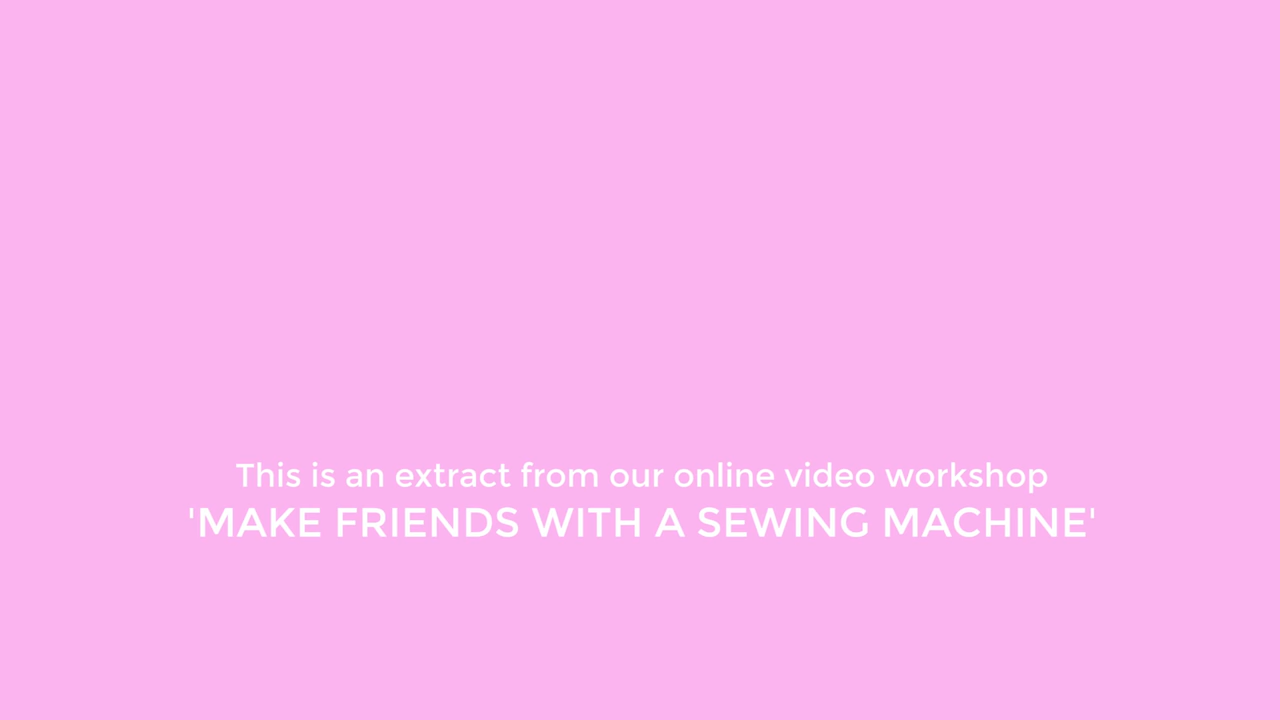 This is an extract from our online video workshop
'MAKE FRIENDS WITH A SEWING MACHINE'